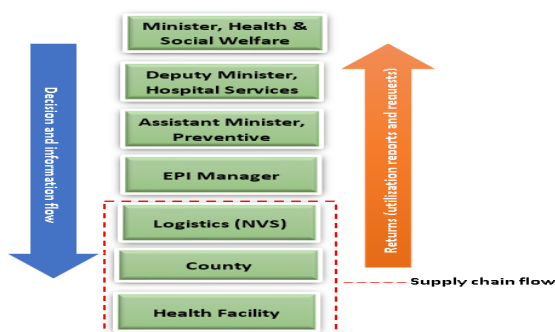 Minister, Health &
Social Welfare
Deputy Minister,
Hospital Services
Assistant Minister,
Preventive
EPI Manager
Logistics (NVS)
County
Health Facility
Decision and information flow
Returns (utilization reports and requests)
Supply chain flow